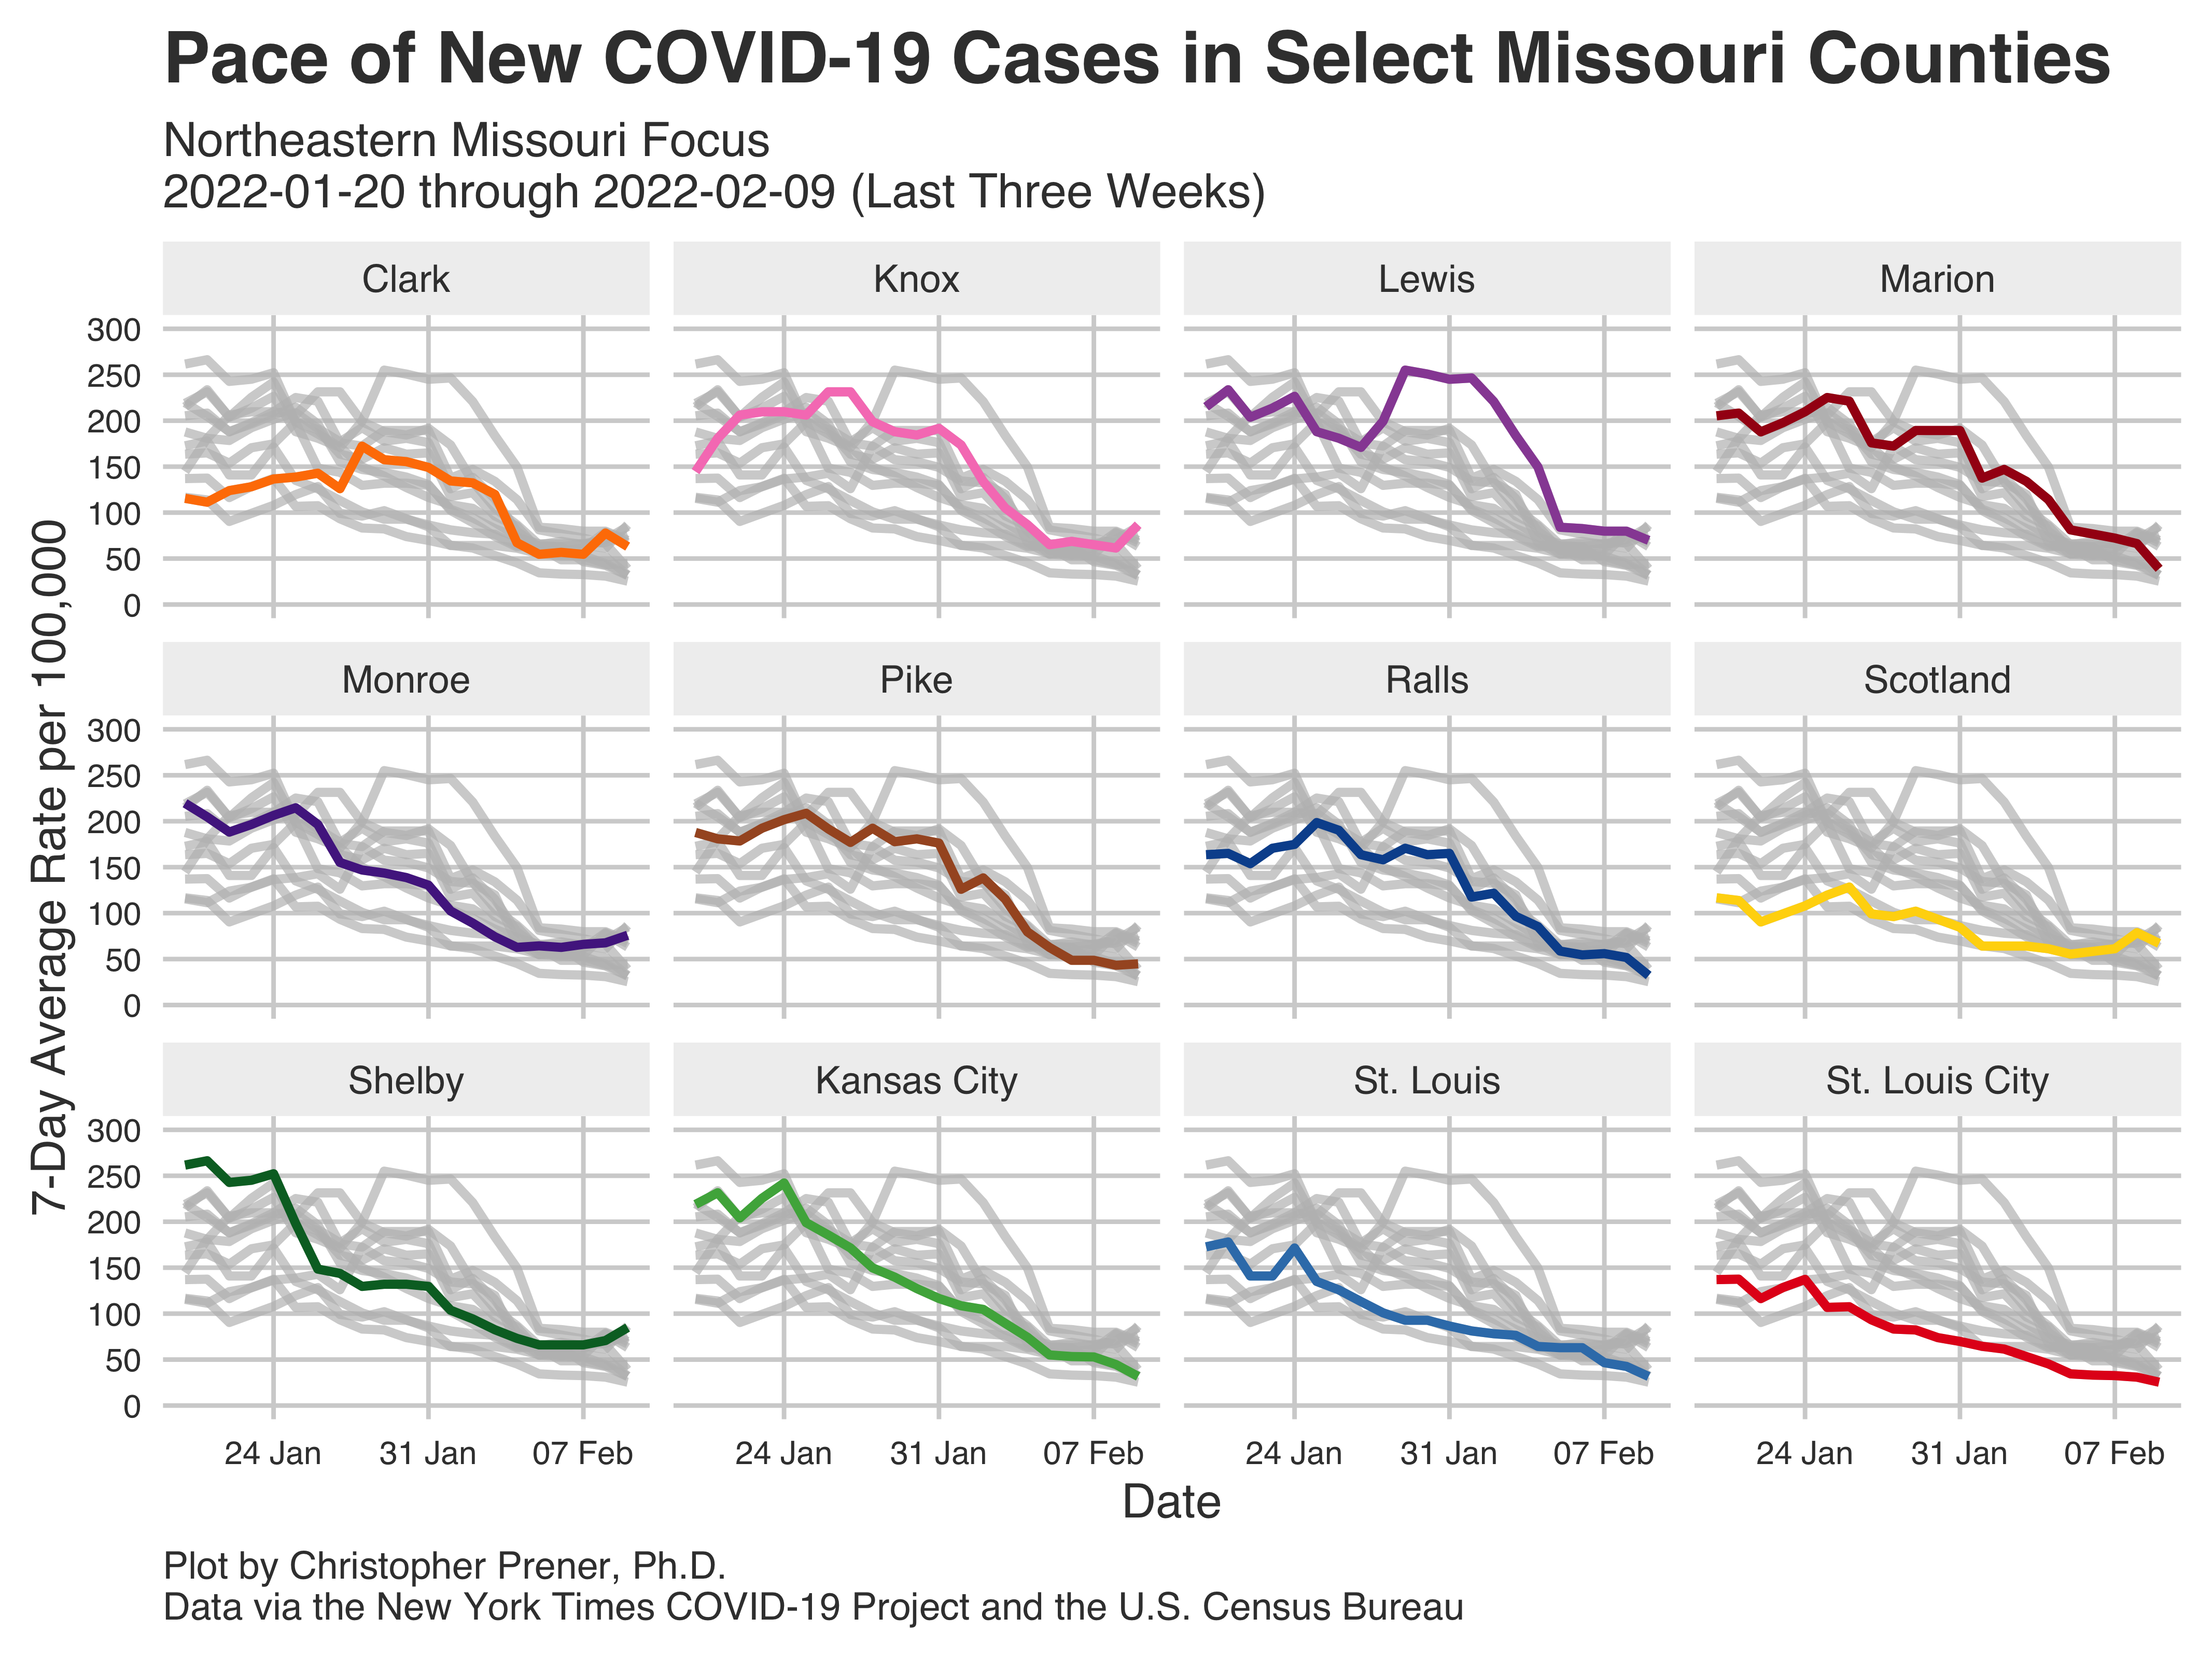 Pace of New COVID-19 Cases in Select Missouri Counties
Northeastern Missouri Focus
2022-01-20 through 2022-02-09 (Last Three Weeks)
7-Day Average Rate per 100,000
Clark
Knox
Lewis
Marion
300
250
200
150
100
50
0
Monroe
Pike
Ralls
Scotland
300
250
200
150
100
50
0
Shelby
Kansas City
St. Louis
St. Louis City
300
250
200
150
100
50
0
24 Jan 31 Jan 07 Feb
24 Jan 31 Jan 07 Feb
24 Jan 31 Jan 07 Feb
24 Jan 31 Jan 07 Feb
Date
Plot by Christopher Prener, Ph.D.
Data via the New York Times COVID-19 Project and the U.S. Census Bureau